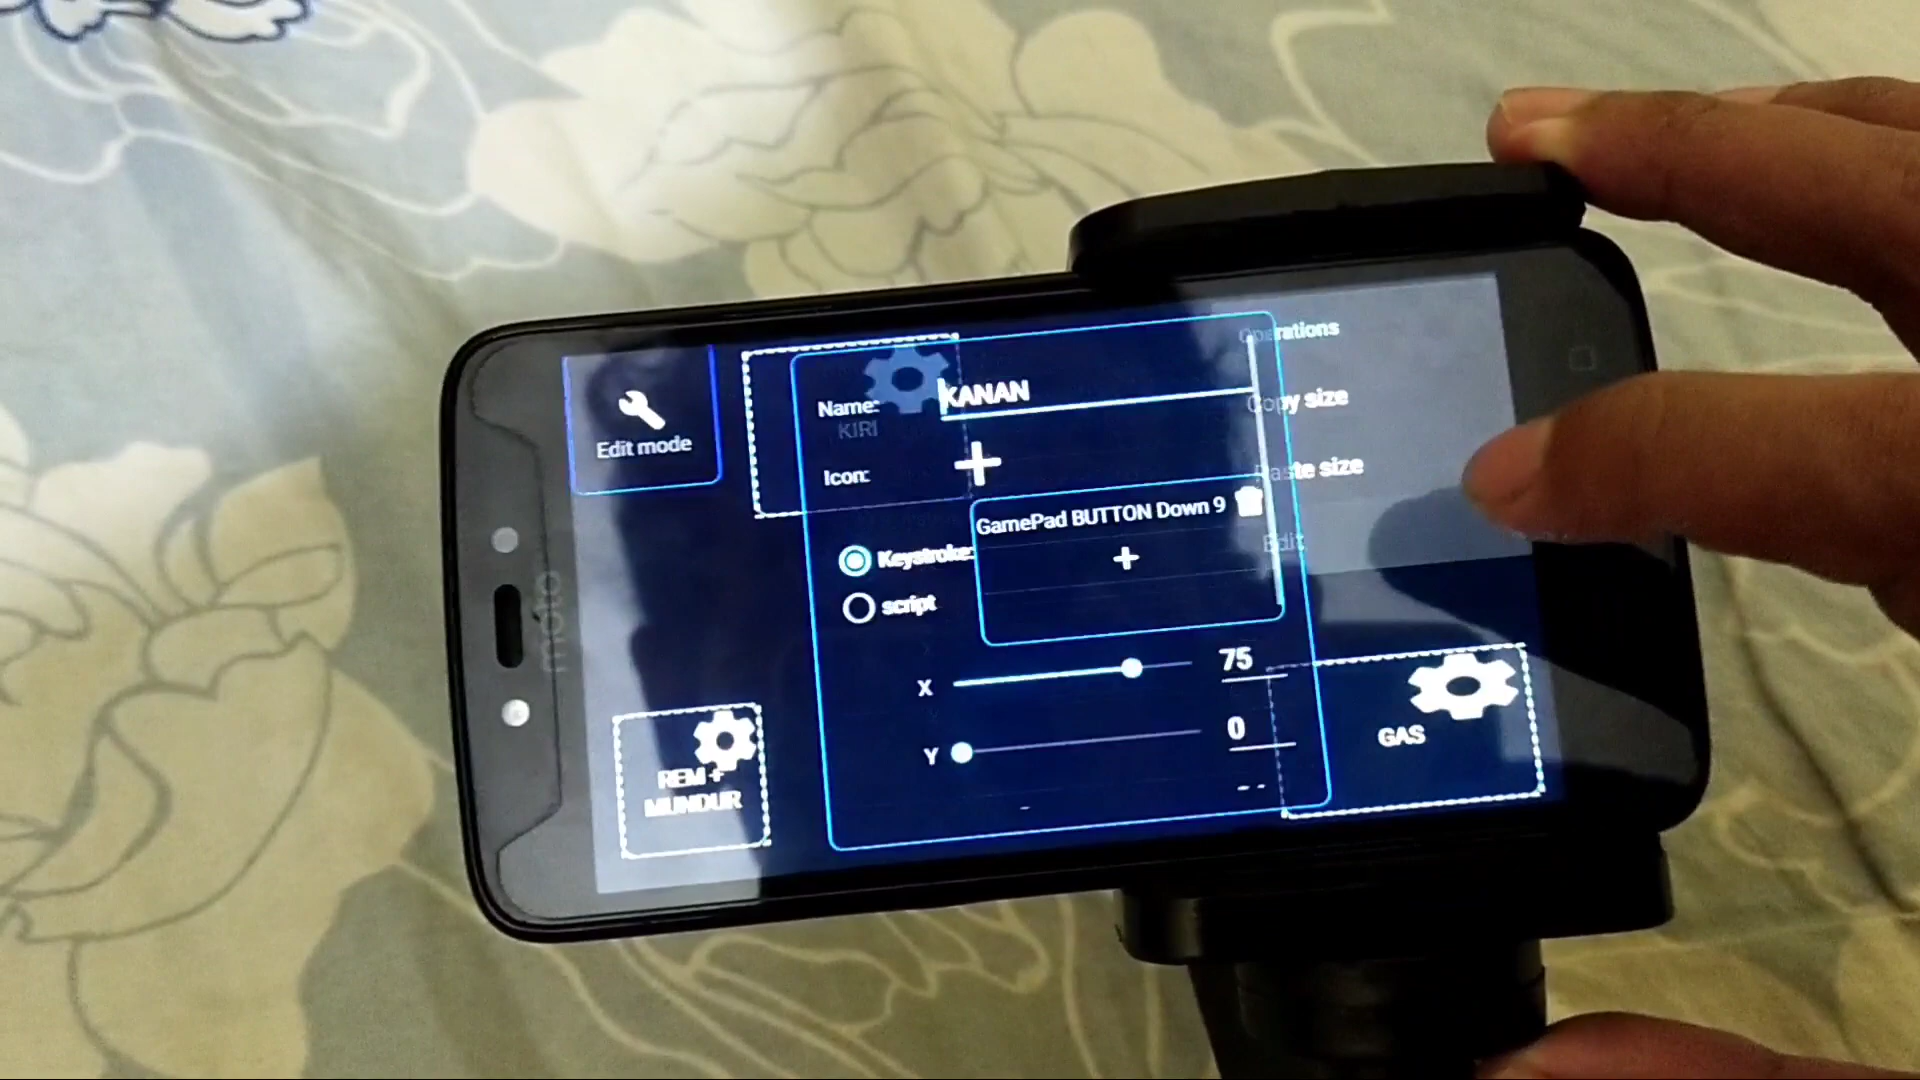 Operations
Name: KANAN
Copy size
KIRI
Edit mode
Icon:
Paste size
GamePad BUTTON Down 9
Edit
Keystroke:
script
moto
X 75
Y 0
GAS
REM +
MUNDUR